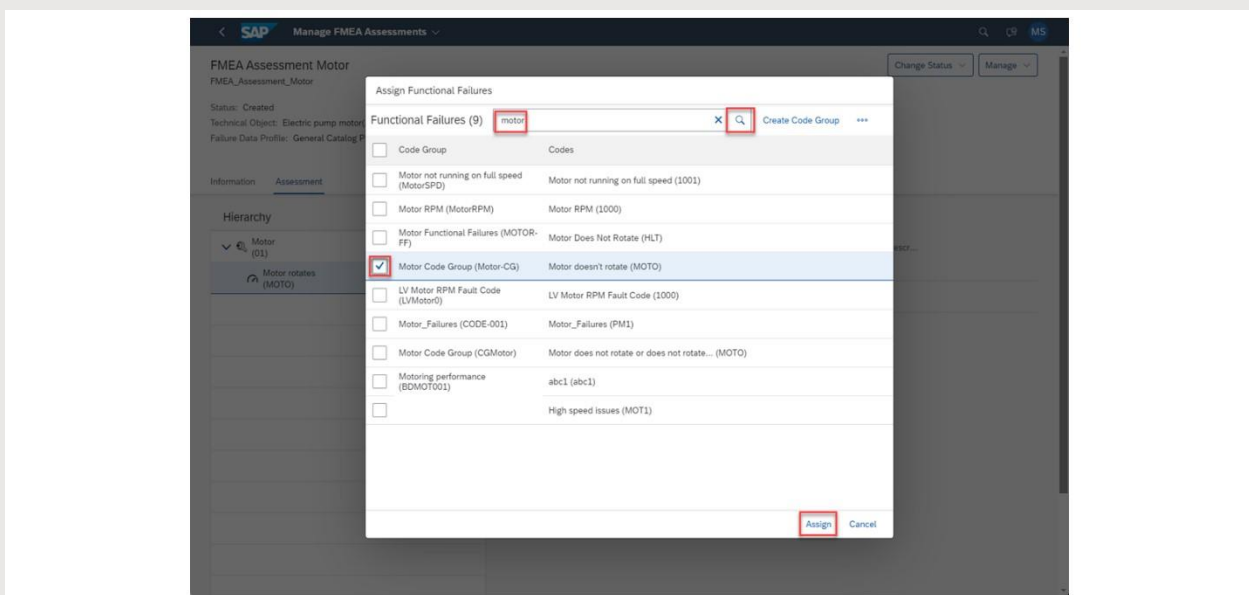 SAP Manage FMEA Assessments
MS
FMEA Assessment Motor
Change Status
Manage
FMEA_Assessment_Motor
Status: Created
Technical Object: Electric pump motor(
Failure Data Profile: General Catalog P
Information Assessment
Hierarchy
Motor
(01)
Motor rotates
(MOTO)
escr...
Assign Functional Failures
Functional Failures (9) motor Create Code Group
Code Group Codes
Motor not running on full speed
(MotorSPD)
Motor not running on full speed (1001)
Motor RPM (MotorRPM) Motor RPM (1000)
Motor Functional Failures (MOTOR-
FF)
Motor Does Not Rotate (HLT)
Motor Code Group (Motor-CG) Motor doesn't rotate (MOTO)
LV Motor RPM Fault Code
(LVMotor0)
LV Motor RPM Fault Code (1000)
Motor_Failures (CODE-001) Motor_Failures (PM1)
Motor Code Group (CGMotor) Motor does not rotate or does not rotate... (MOTO)
Motoring performance
(BDMOT001)
abc1 (abc1)
High speed issues (MOT1)
Assign Cancel